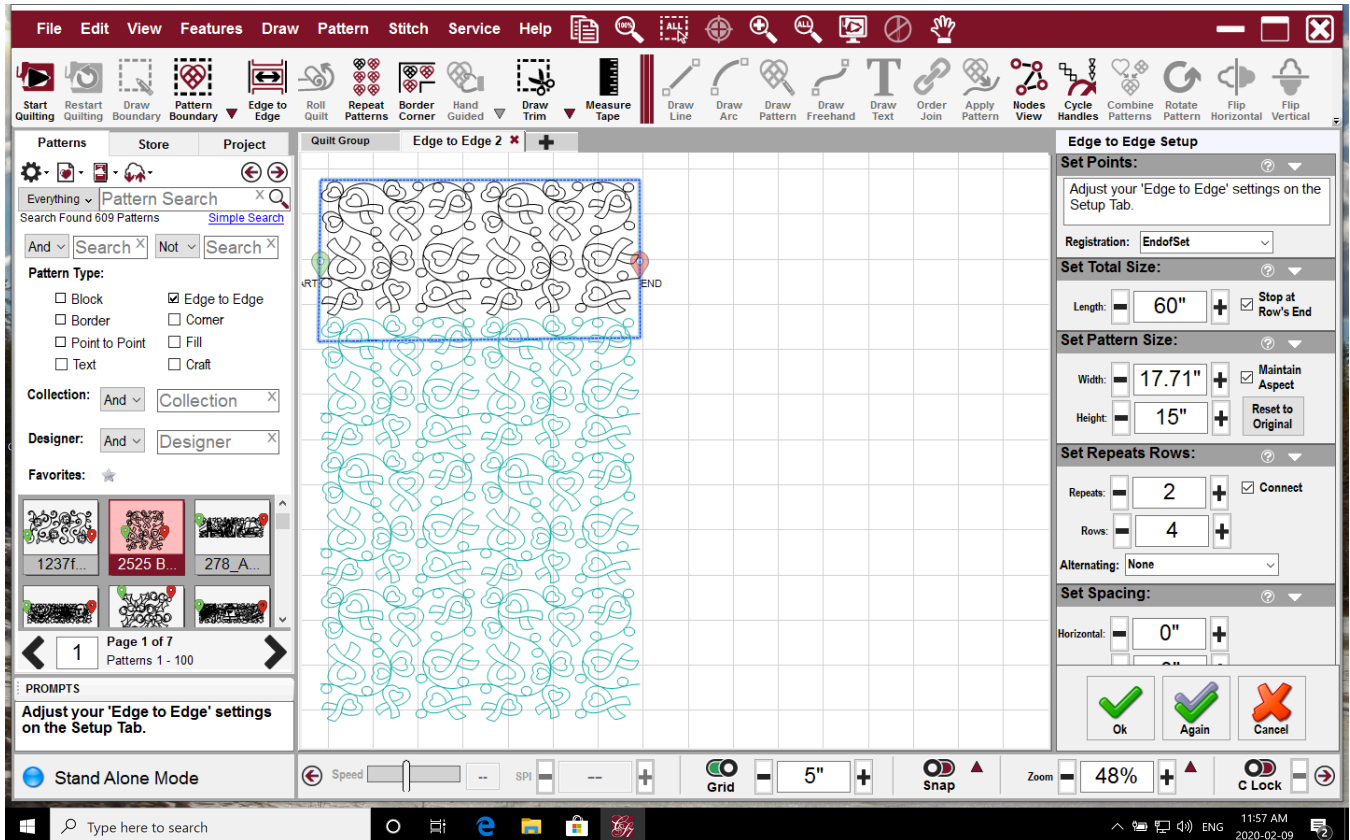 File Edit View Features Draw Pattern Stitch Service Help 100% ALL ALL
Start Quilting
Restart Quilting
Draw Boundary
Pattern Boundary
Edge to Edge
Roll Quilt
Repeat Patterns
Border Corner
Hand Guided
Draw Trim
Measure Tape
Draw Line
Draw Arc
Draw Pattern
Draw Freehand
Draw Text
Order Join
Apply Pattern
Nodes View
Cycle Handles
Combine Patterns
Rotate Pattern
Flip Horizontal
Flip Vertical
Patterns Store Project
Everything Pattern Search X
Search Found 609 Patterns Simple Search
And Search X Not Search X
Pattern Type:
Block Edge to Edge
Border Corner
Point to Point Fill
Text Craft
Collection: And Collection X
Designer: And Designer X
Favorites:
1237f... 2525 B... 278_A...
1 Page 1 of 7
Patterns 1 - 100
PROMPTS
Adjust your 'Edge to Edge' settings
on the Setup Tab.
Stand Alone Mode
Quilt Group Edge to Edge 2
ART END
Edge to Edge Setup
Set Points: ?
Adjust your 'Edge to Edge' settings on the
Setup Tab.
Registration: EndofSet
Set Total Size: ?
Length: 60" Stop at
Row's End
Set Pattern Size: ?
Width: 17.71" Maintain
Aspect
Height: 15" Reset to
Original
Set Repeats Rows: ?
Repeats: 2 Connect
Rows: 4
Alternating: None
Set Spacing: ?
Horizontal: 0"
Ok Again Cancel
Speed -- SPI -- Grid 5" Snap Zoom 48% C Lock
Type here to search
ENG 11:57 AM
2020-02-09
2